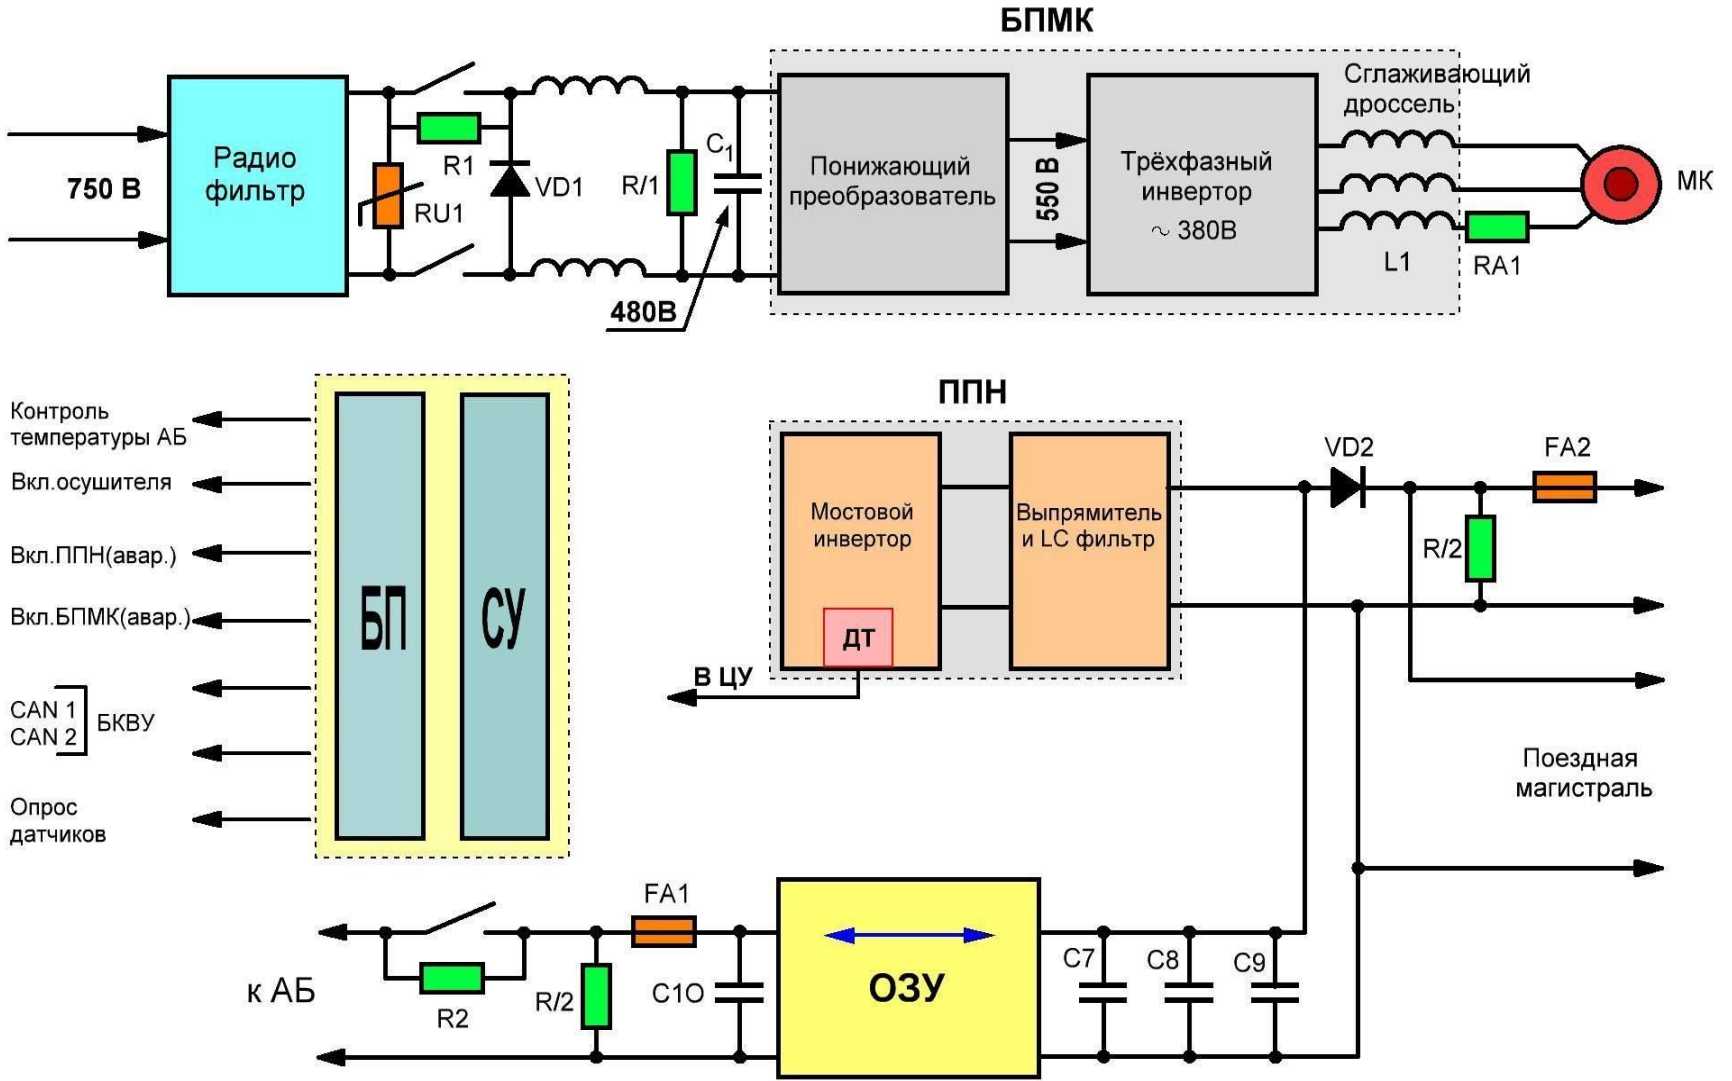 БПМК
Радио
фильтр
750 В
R1
RU1
VD1
R/1
C1
480В
Понижающий
преобразователь
550 В
Трёхфазный
инвертор
~ 380В
Сглаживающий
дроссель
L1
RA1
МК
Контроль
температуры АБ
Вкл.осушителя
Вкл.ППН(авар.)
Вкл.БПМК(авар.)
CAN 1
CAN 2
БКВУ
Опрос
датчиков
БП
СУ
ППН
Мостовой
инвертор
ДТ
В ЦУ
Выпрямитель
и LC фильтр
VD2
FA2
R/2
Поездная
магистраль
к АБ
R2
R/2
FA1
C1O
ОЗУ
C7
C8
C9